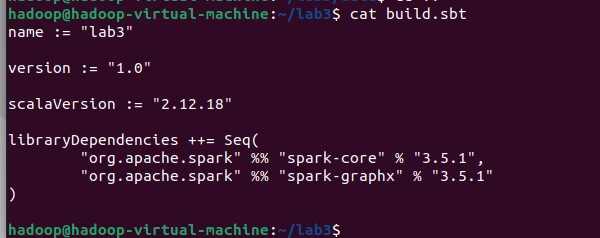 hadoop@hadoop-virtual-machine:~/lab3$ cat build.sbt
name := "lab3"
version := "1.0"
scalaVersion := "2.12.18"
libraryDependencies ++= Seq(
        "org.apache.spark" %% "spark-core" % "3.5.1",
        "org.apache.spark" %% "spark-graphx" % "3.5.1"
)
hadoop@hadoop-virtual-machine:~/lab3$